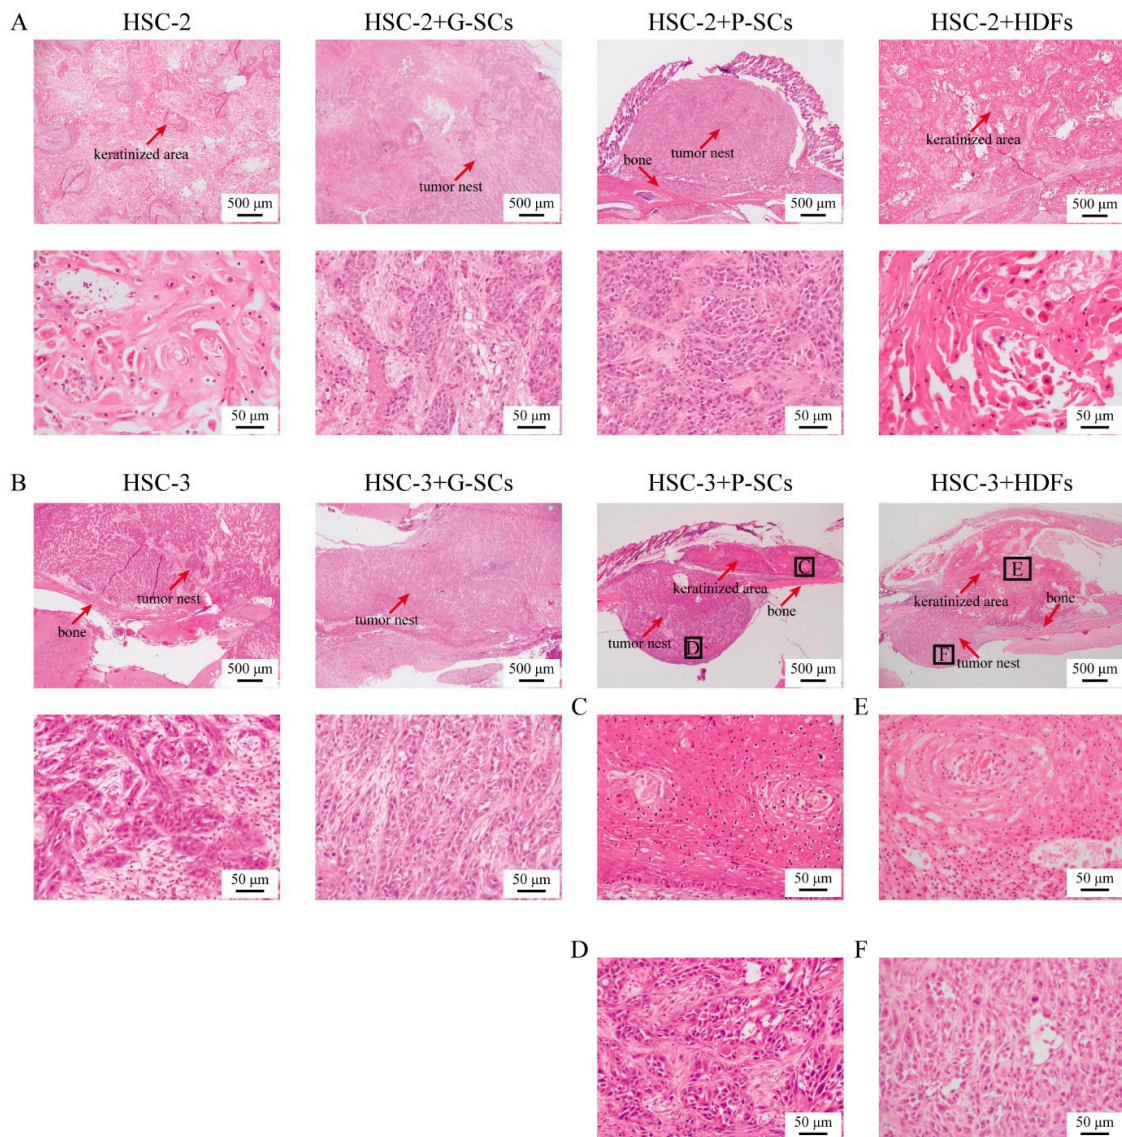 A
HSC-2
HSC-2+G-SCs
HSC-2+P-SCs
HSC-2+HDFs
keratinized area
500 μm
tumor nest
500 μm
tumor nest
bone
500 μm
keratinized area
500 μm
50 μm
50 μm
50 μm
50 μm
B
HSC-3
HSC-3+G-SCs
HSC-3+P-SCs
HSC-3+HDFs
tumor nest
bone
500 μm
tumor nest
500 μm
keratinized area
C
bone
tumor nest
D
500 μm
E
keratinized area
bone
F
tumor nest
500 μm
C
E
50 μm
50 μm
50 μm
50 μm
D
F
50 μm
50 μm